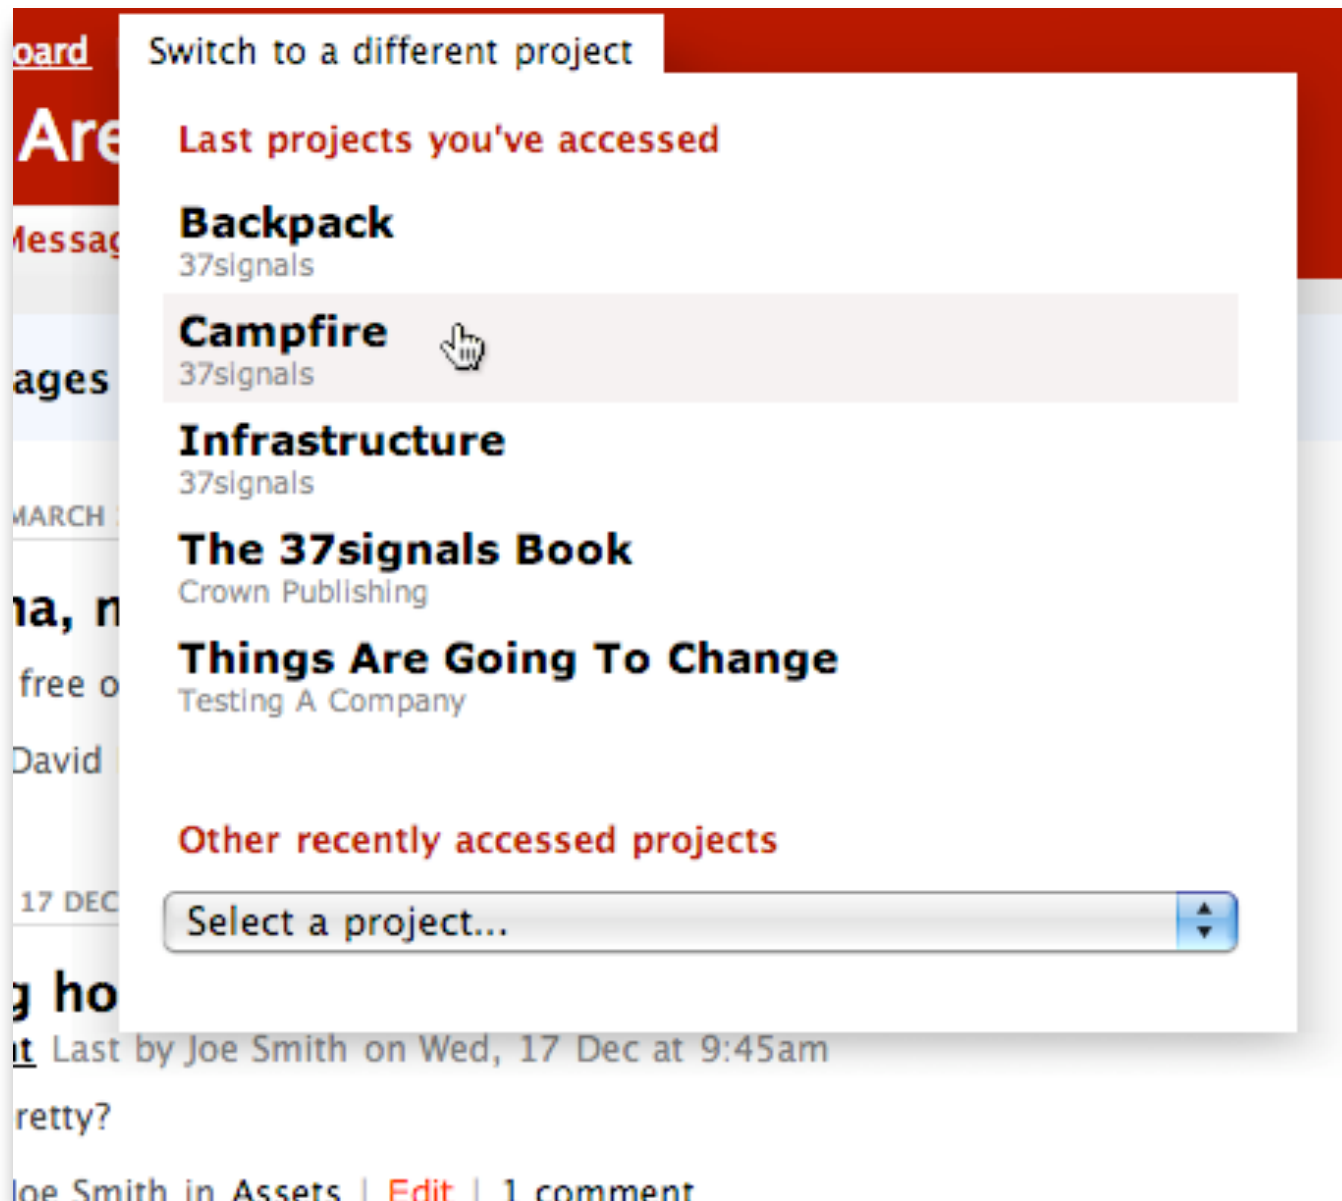 oard
Switch to a different project
Are
Last projects you've accessed
Backpack
37signals
Messag
Campfire
37signals
ages
Infrastructure
37signals
MARCH
The 37signals Book
Crown Publishing
na, n
Things Are Going To Change
Testing A Company
free o
David
Other recently accessed projects
17 DEC
Select a project...
g ho
nt Last by Joe Smith on Wed, 17 Dec at 9:45am
retty?
Joe Smith in Assets | Edit | 1 comment